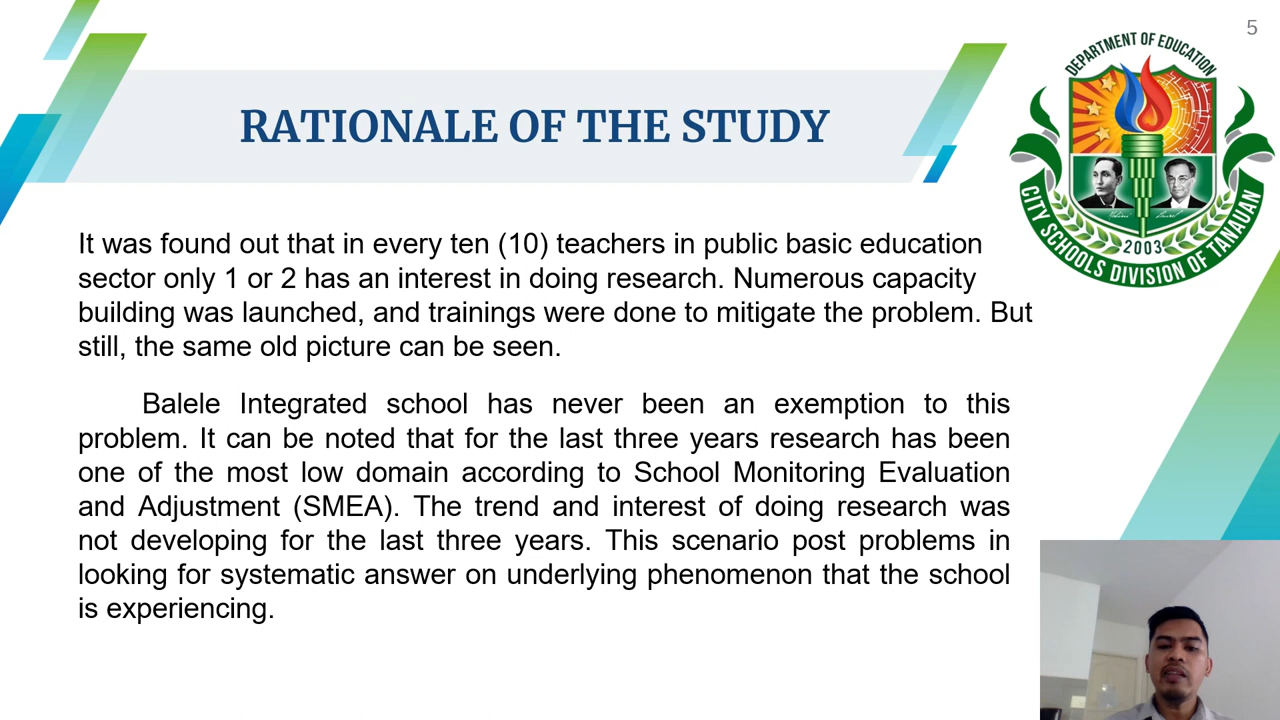 5
DEPARTMENT OF EDUCATION
RATIONALE OF THE STUDY
2003
CITY SCHOOLS DIVISION OF TANAUAN
It was found out that in every ten (10) teachers in public basic education
sector only 1 or 2 has an interest in doing research. Numerous capacity
building was launched, and trainings were done to mitigate the problem. But
still, the same old picture can be seen.
Balele Integrated school has never been an exemption to this
problem. It can be noted that for the last three years research has been
one of the most low domain according to School Monitoring Evaluation
and Adjustment (SMEA). The trend and interest of doing research was
not developing for the last three years. This scenario post problems in
looking for systematic answer on underlying phenomenon that the school
is experiencing.